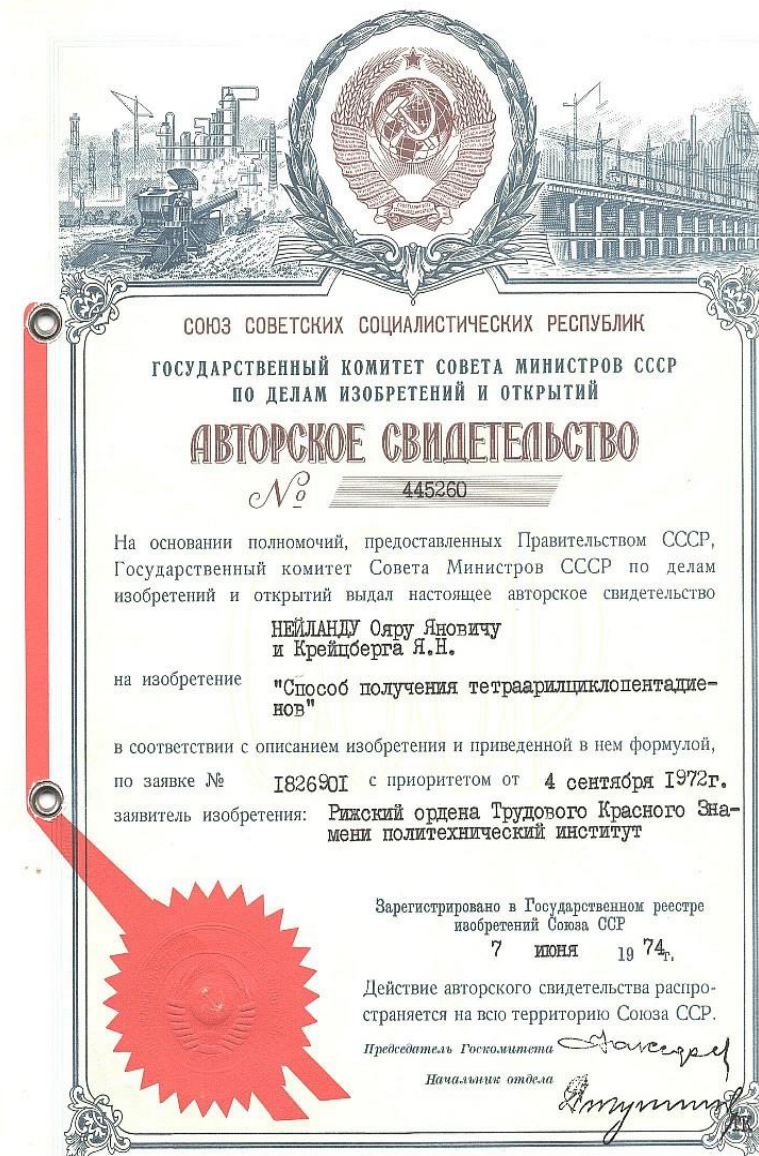 СОЮЗ СОВЕТСКИХ СОЦИАЛИСТИЧЕСКИХ РЕСПУБЛИК
ГОСУДАРСТВЕННЫЙ КОМИТЕТ СОВЕТА МИНИСТРОВ СССР
ПО ДЕЛАМ ИЗОБРЕТЕНИЙ И ОТКРЫТИЙ
АВТОРСКОЕ СВИДЕТЕЛЬСТВО
№ 445260
На основании полномочий, предоставленных Правительством СССР,
Государственный комитет Совета Министров СССР по делам
изобретений и открытий выдал настоящее авторское свидетельство
НЕЙЛАНДУ Ояру Яновичу
и Крейцберга Я.Н.
на изобретение "Способ получения тетраарилциклопентадие-
нов"
в соответствии с описанием изобретения и приведенной в нем формулой,
по заявке № I82690I с приоритетом от 4 сентября I972г.
заявитель изобретения: Рижский ордена Трудового Красного Зна-
мени политехнический институт
Зарегистрировано в Государственном реестре
изобретений Союза ССР
7 июня 19 74г.
Действие авторского свидетельства распро-
страняется на всю территорию Союза ССР.
Председатель Госкомитета
Начальник отдела